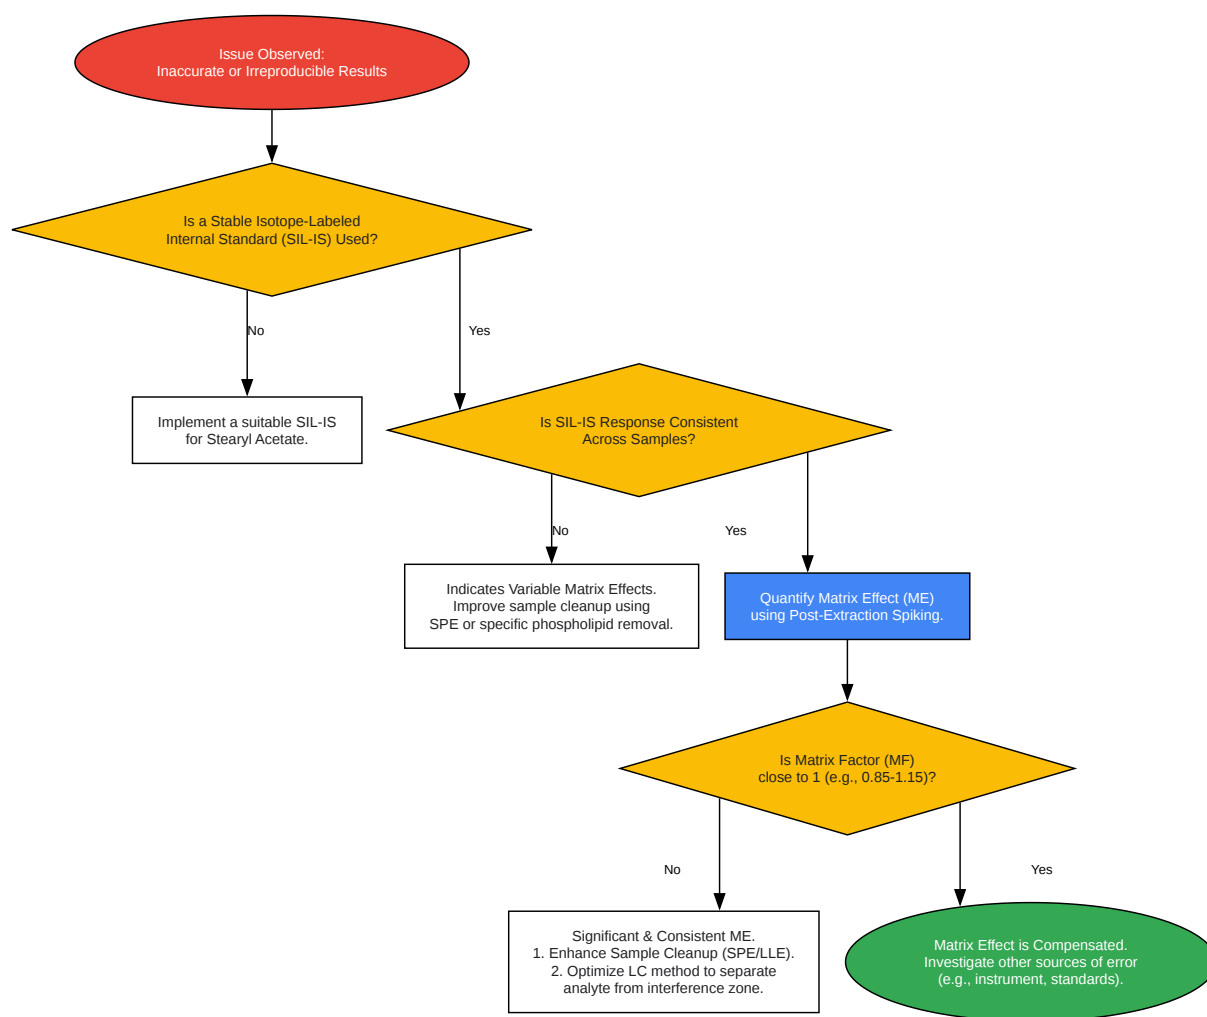 Issue Observed:
Inaccurate or Irreproducible Results
Is a Stable Isotope-Labeled
Internal Standard (SIL-IS) Used?
No
Yes
Implement a suitable SIL-IS
for Stearyl Acetate.
Is SIL-IS Response Consistent
Across Samples?
No
Yes
Indicates Variable Matrix Effects.
Improve sample cleanup using
SPE or specific phospholipid removal.
Quantify Matrix Effect (ME)
using Post-Extraction Spiking.
Is Matrix Factor (MF)
close to 1 (e.g., 0.85-1.15)?
No
Yes
Significant & Consistent ME.
1. Enhance Sample Cleanup (SPE/LLE).
2. Optimize LC method to separate
analyte from interference zone.
Matrix Effect is Compensated.
Investigate other sources of error
(e.g., instrument, standards).